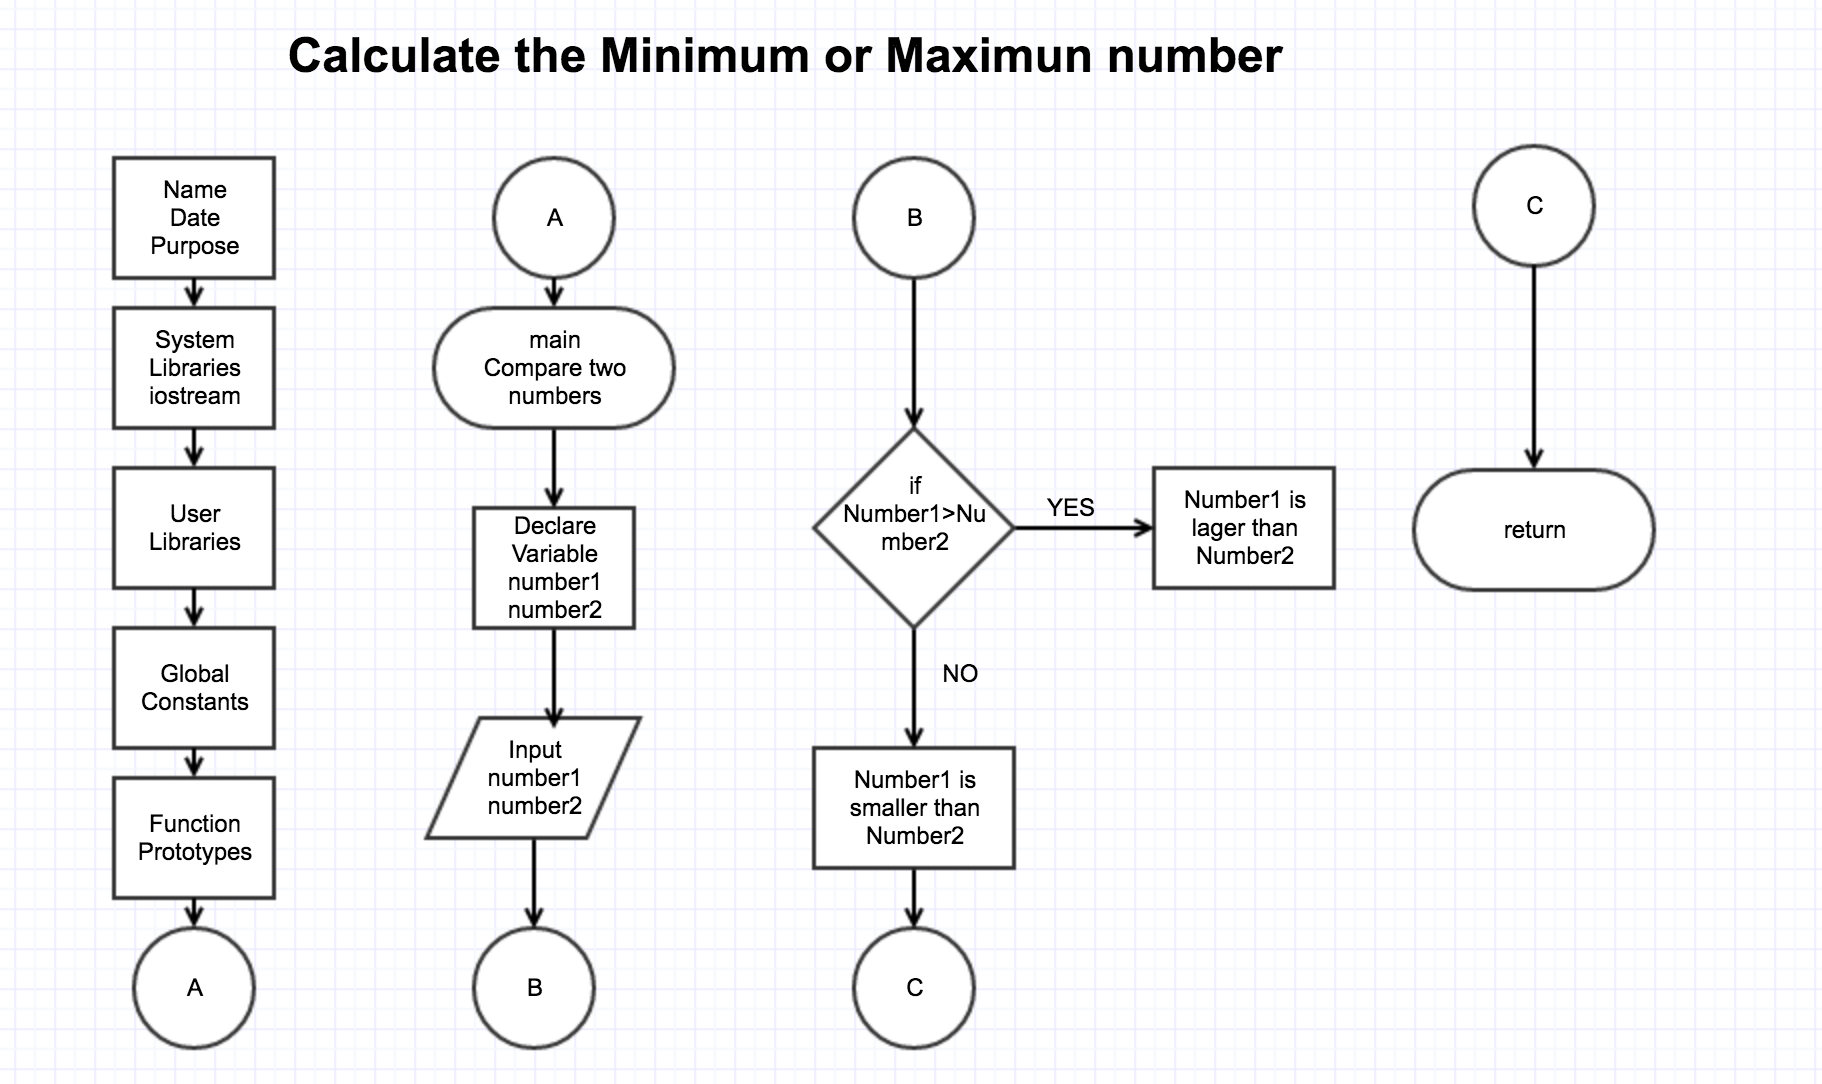 Calculate the Minimum or Maximun number
Name
Date
Purpose
System
Libraries
iostream
User
Libraries
Global
Constants
Function
Prototypes
A
A
main
Compare two
numbers
Declare
Variable
number1
number2
Input
number1
number2
B
B
if
Number1>Nu
mber2
YES
Number1 is
lager than
Number2
NO
Number1 is
smaller than
Number2
C
C
return